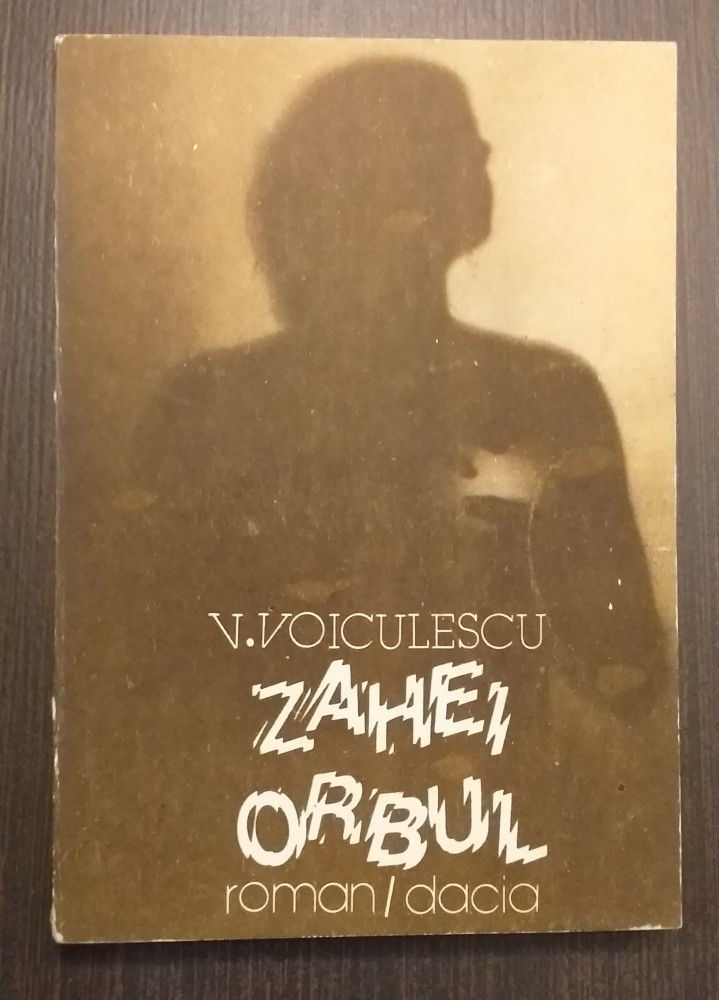 V.VOICULESCU
ZAHEI
ORBUL
roman/dacia